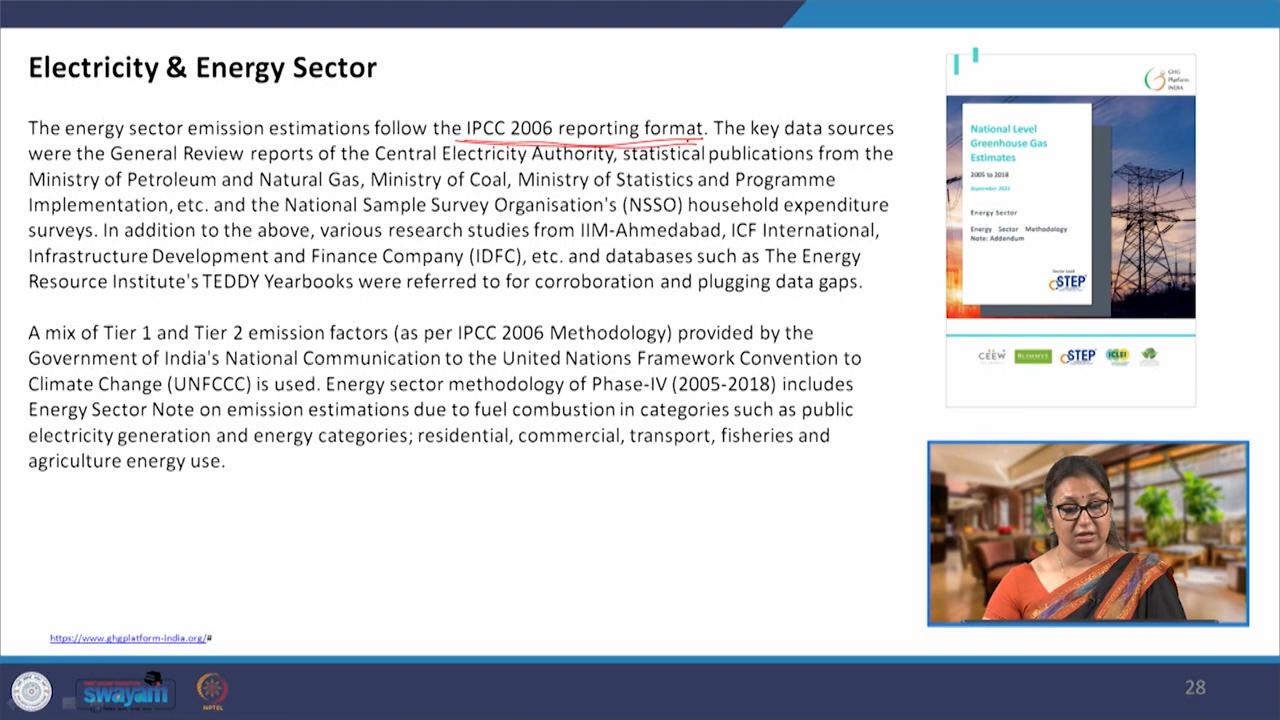 Electricity & Energy Sector
The energy sector emission estimations follow the IPCC 2006 reporting format. The key data sources
were the General Review reports of the Central Electricity Authority, statistical publications from the
Ministry of Petroleum and Natural Gas, Ministry of Coal, Ministry of Statistics and Programme
Implementation, etc. and the National Sample Survey Organisation's (NSSO) household expenditure
surveys. In addition to the above, various research studies from IIM-Ahmedabad, ICF International,
Infrastructure Development and Finance Company (IDFC), etc. and databases such as The Energy
Resource Institute's TEDDY Yearbooks were referred to for corroboration and plugging data gaps.
A mix of Tier 1 and Tier 2 emission factors (as per IPCC 2006 Methodology) provided by the
Government of India's National Communication to the United Nations Framework Convention to
Climate Change (UNFCCC) is used. Energy sector methodology of Phase-IV (2005-2018) includes
Energy Sector Note on emission estimations due to fuel combustion in categories such as public
electricity generation and energy categories; residential, commercial, transport, fisheries and
agriculture energy use.
GHG
Platform
INDIA
National Level
Greenhouse Gas
Estimates
2005 to 2018
Energy Sector
Energy Sector Methodology
Note: Addendum
Sector Lead
CSTEP
CEEW
CSTEP
ICLEI
https://www.ghgplatform-india.org/#
swayam
NPTEL
28